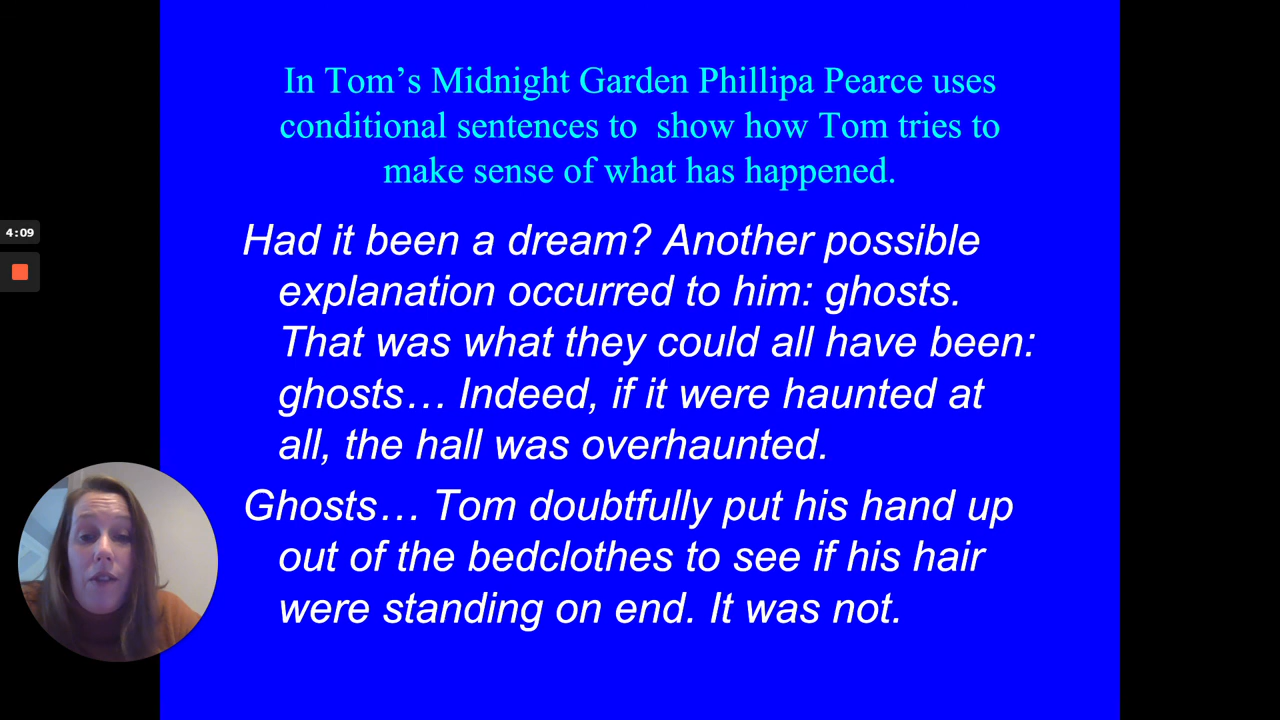 In Tom’s Midnight Garden Phillipa Pearce uses
conditional sentences to  show how Tom tries to
make sense of what has happened.
Had it been a dream? Another possible
explanation occurred to him: ghosts.
That was what they could all have been:
ghosts… Indeed, if it were haunted at
all, the hall was overhaunted.
Ghosts… Tom doubtfully put his hand up
out of the bedclothes to see if his hair
were standing on end. It was not.
4:09